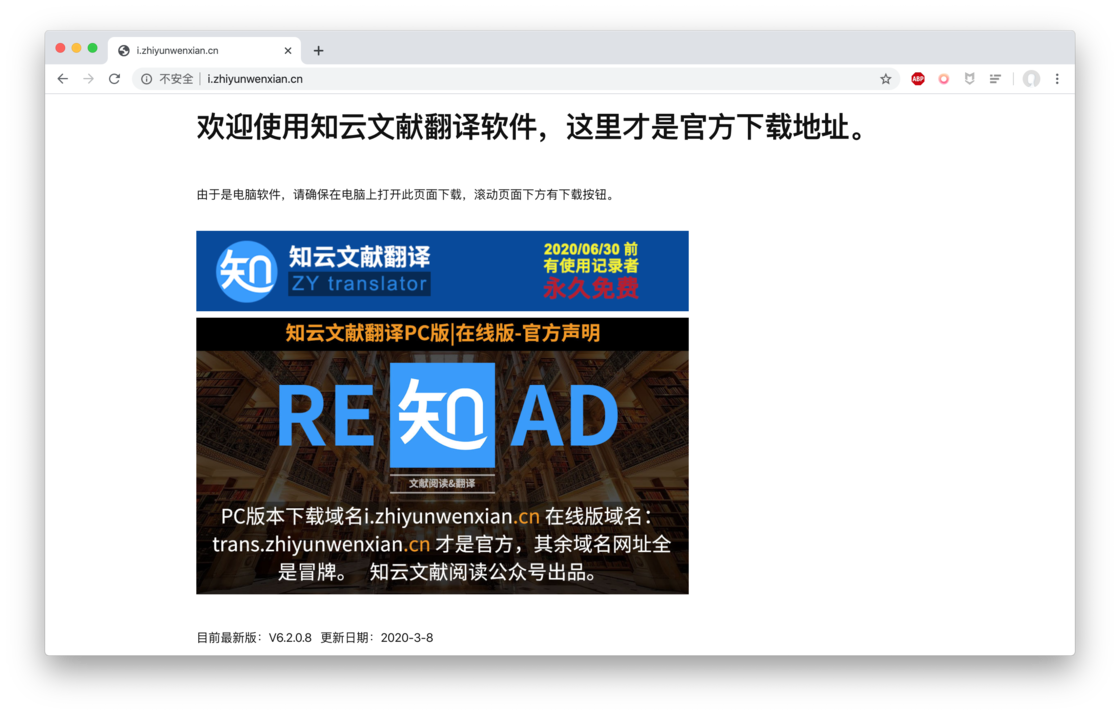 i.zhiyunwenxian.cn
不安全 | i.zhiyunwenxian.cn
ABP
欢迎使用知云文献翻译软件，这里才是官方下载地址。
由于是电脑软件，请确保在电脑上打开此页面下载，滚动页面下方有下载按钮。
知
知云文献翻译
ZY translator
2020/06/30 前
有使用记录者
永久免费
知云文献翻译PC版|在线版-官方声明
RE知AD
文献阅读&翻译
PC版本下载域名i.zhiyunwenxian.cn 在线版域名：
trans.zhiyunwenxian.cn 才是官方，其余域名网址全
是冒牌。 知云文献阅读公众号出品。
目前最新版：V6.2.0.8 更新日期：2020-3-8